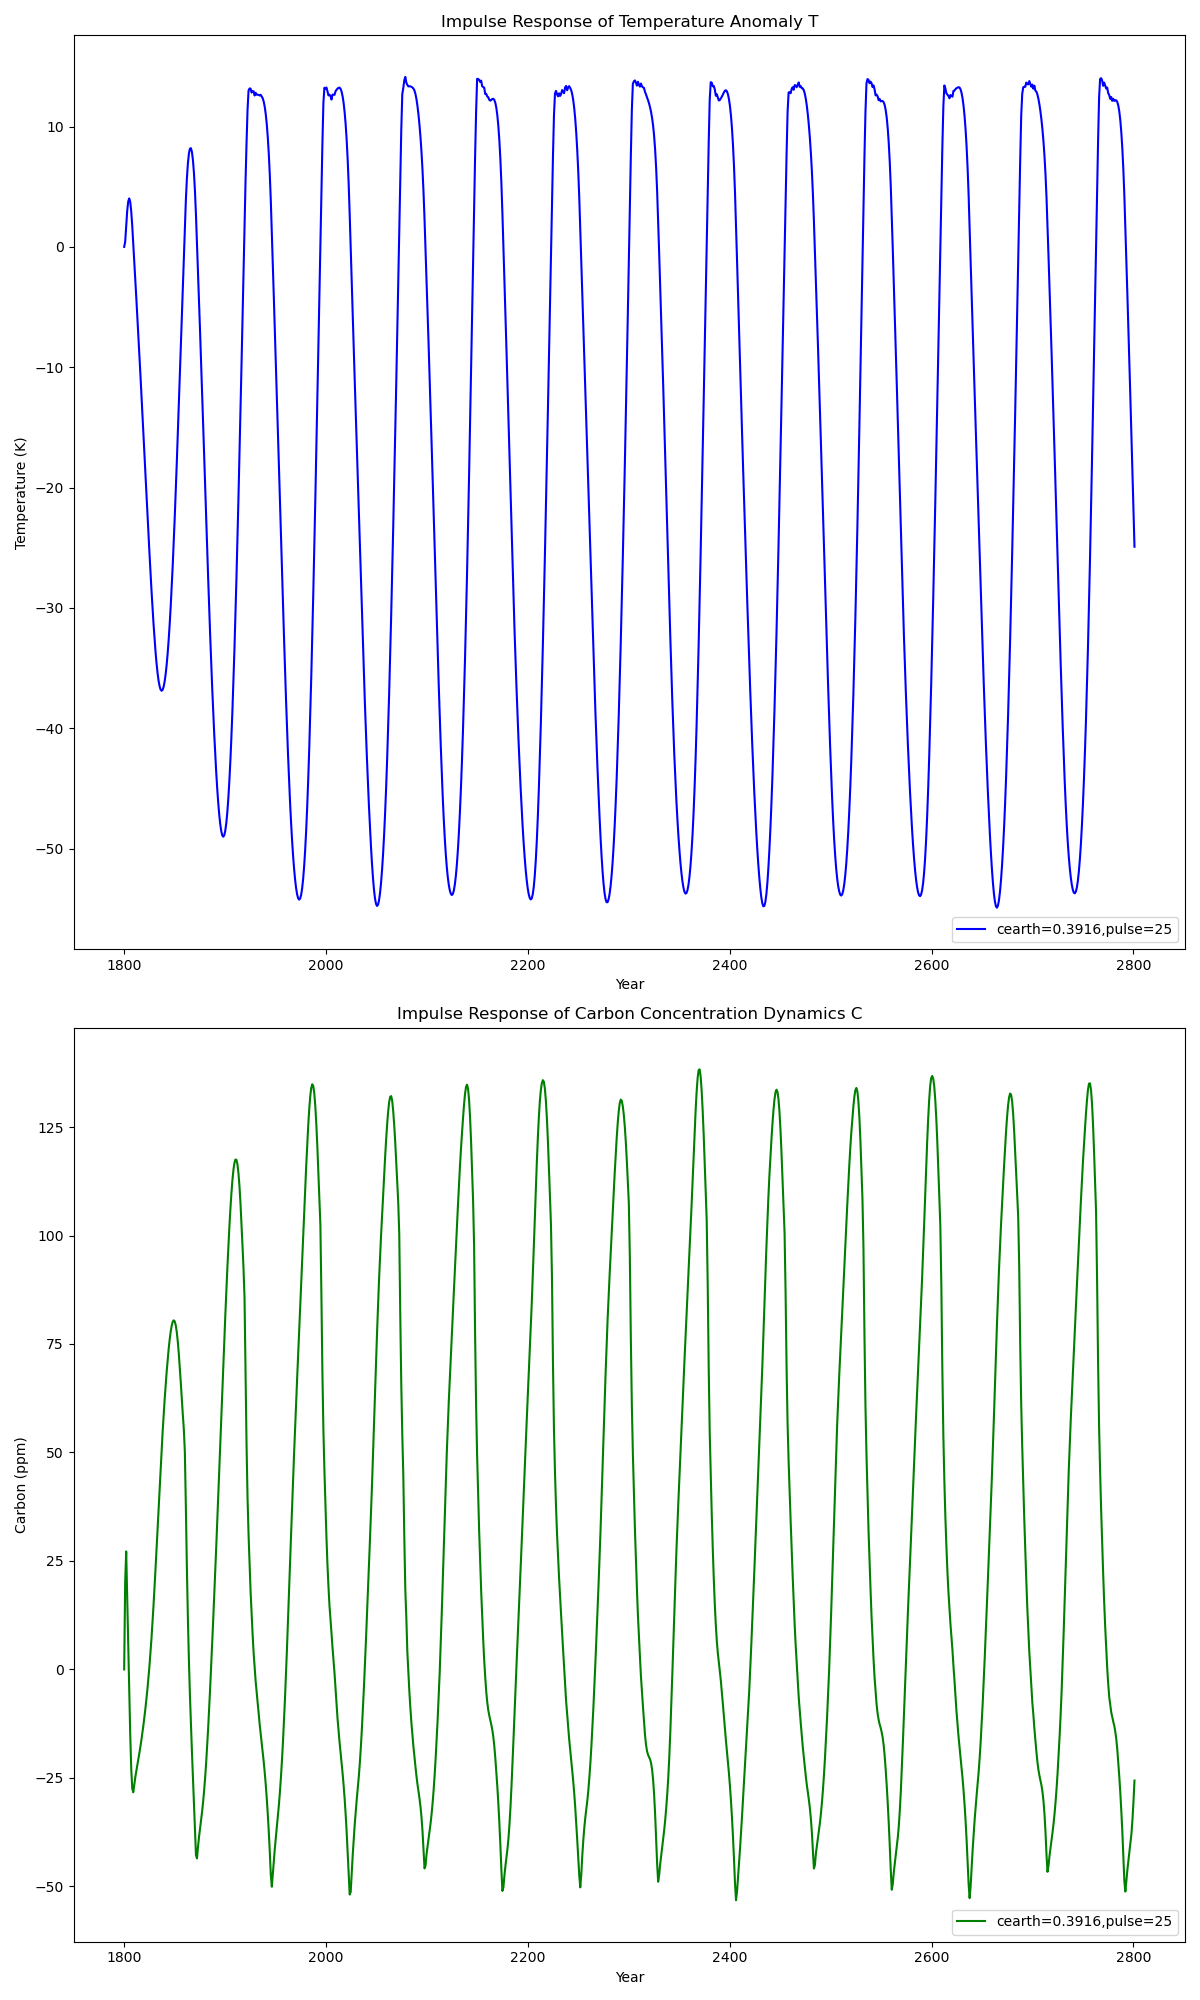 Impulse Response of Temperature Anomaly T
10
0
−10
−20
−30
−40
−50
Temperature (K)
cearth=0.3916,pulse=25
1800 2000 2200 2400 2600 2800
Year
Impulse Response of Carbon Concentration Dynamics C
125
100
75
50
25
0
−25
−50
Carbon (ppm)
cearth=0.3916,pulse=25
1800 2000 2200 2400 2600 2800
Year